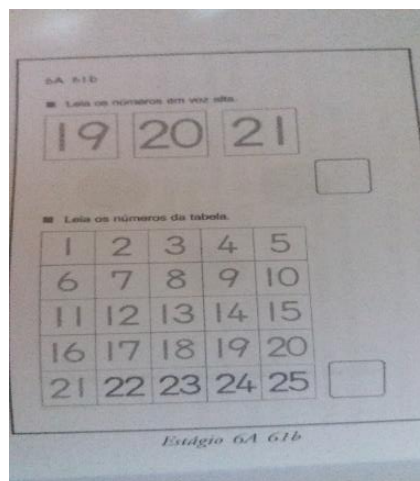 6A 61b
Leia os números em voz alta.
19 20 21
Leia os números da tabela.
1 2 3 4 5
6 7 8 9 10
11 12 13 14 15
16 17 18 19 20
21 22 23 24 25
Estágio 6A 61b